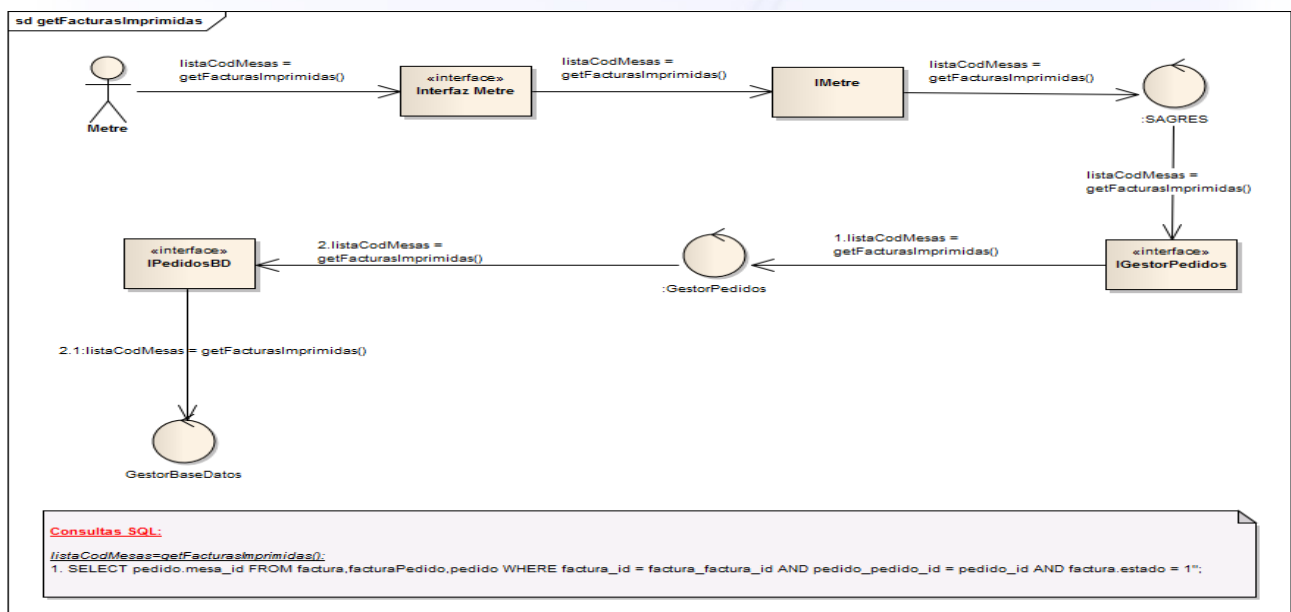 sd getFacturasImprimidas
listaCodMesas =
getFacturasImprimidas()
listaCodMesas =
getFacturasImprimidas()
listaCodMesas =
getFacturasImprimidas()
«interface»
Interfaz Metre
IMetre
Metre
:SAGRES
listaCodMesas =
getFacturasImprimidas()
«interface»
IPedidosBD
2.listaCodMesas =
getFacturasImprimidas()
:GestorPedidos
1.listaCodMesas =
getFacturasImprimidas()
«interface»
IGestorPedidos
2.1:listaCodMesas = getFacturasImprimidas()
GestorBaseDatos
Consultas SQL:
listaCodMesas=getFacturasImprimidas():
1. SELECT pedido.mesa_id FROM factura,facturaPedido,pedido WHERE factura_id = factura_factura_id AND pedido_pedido_id = pedido_id AND factura.estado = 1";